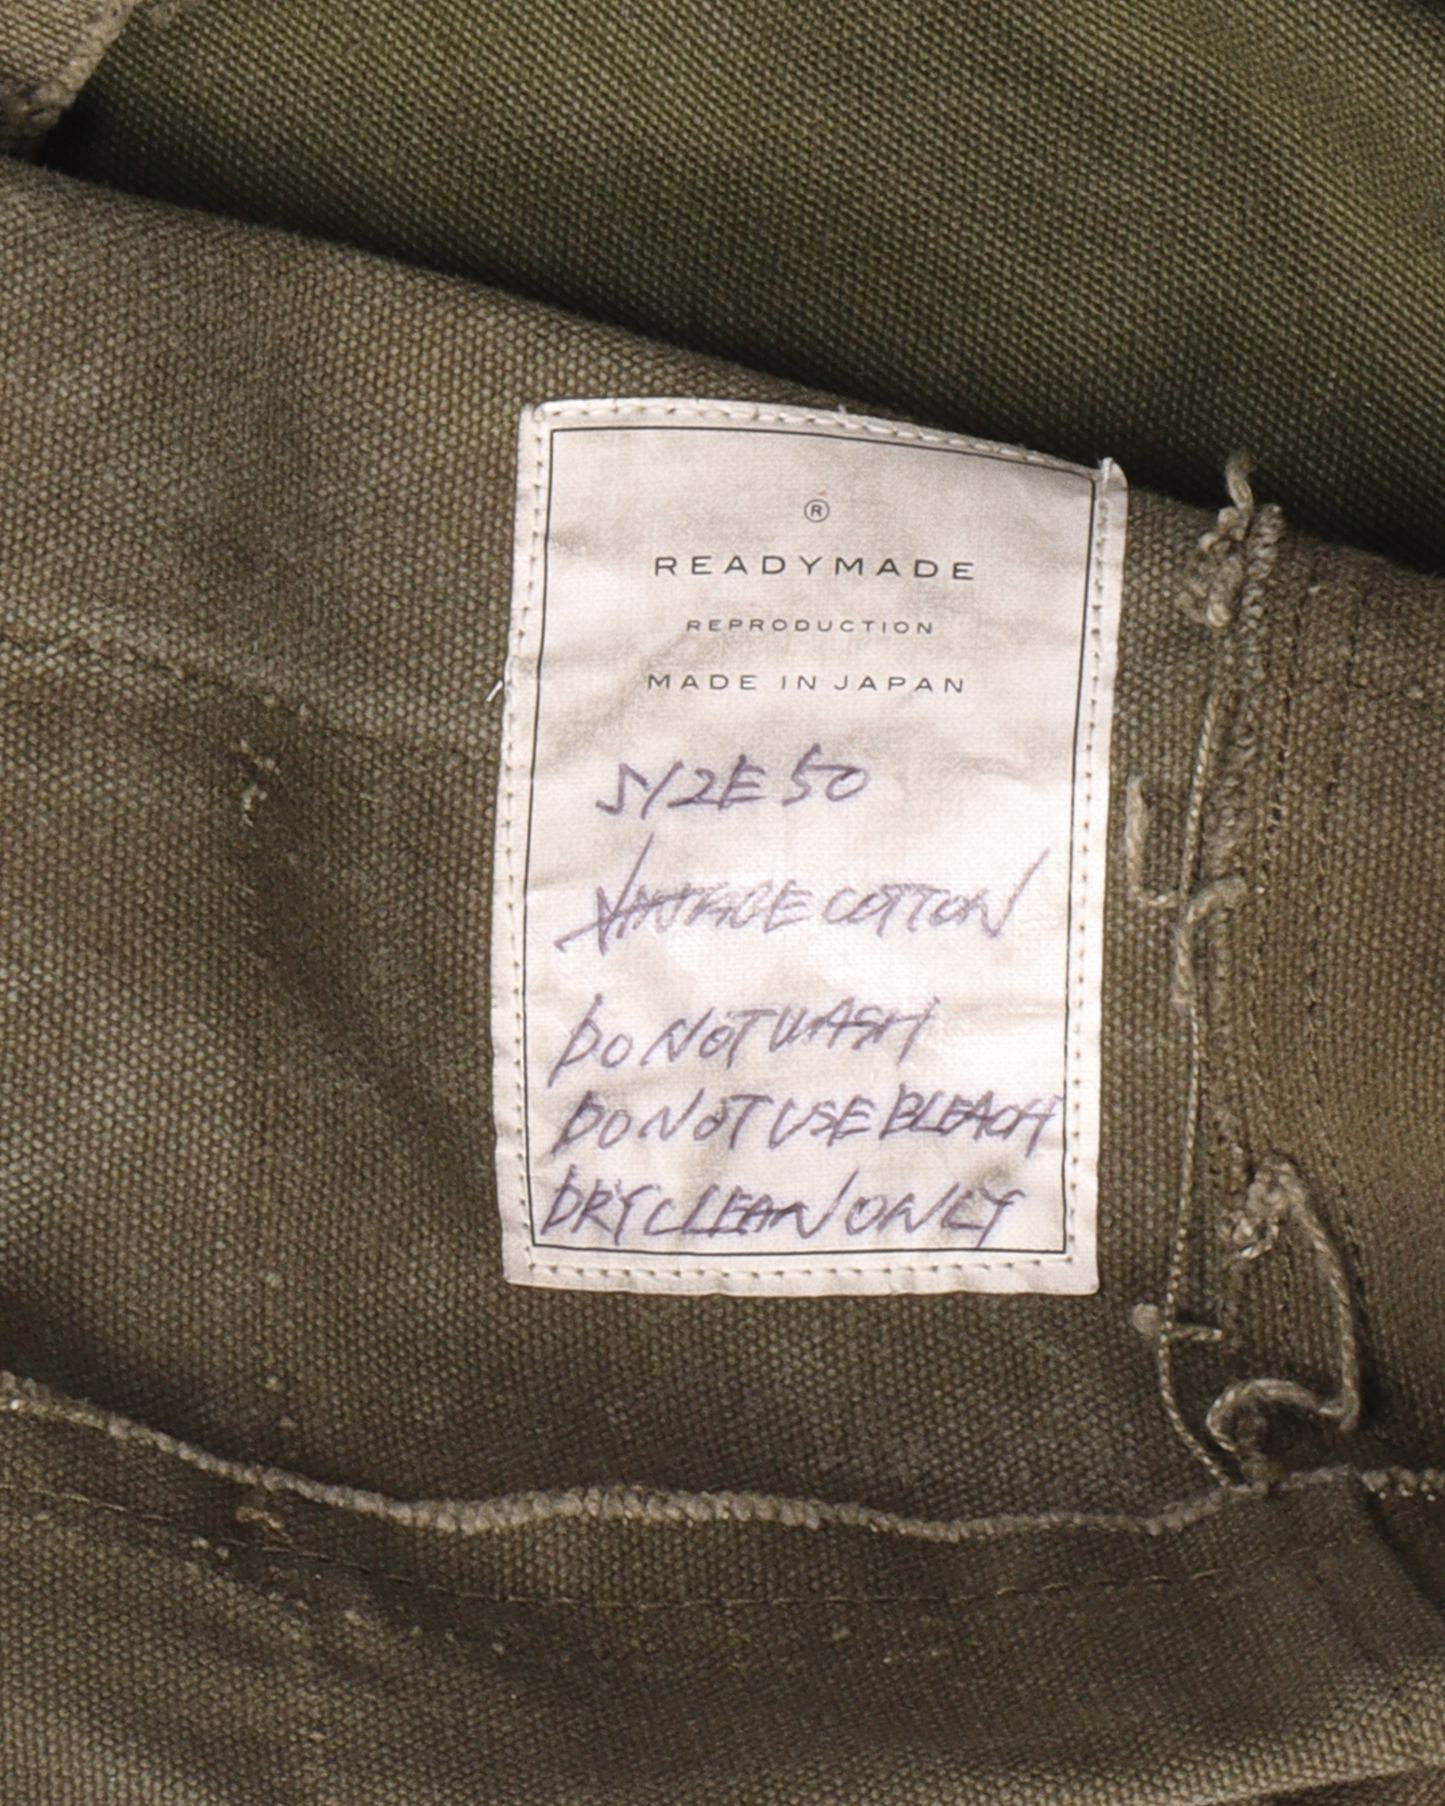 ®
READYMADE
REPRODUCTION
MADE IN JAPAN
SIZE 50
VINTAGE COTTON
DO NOT WASH
DO NOT USE BLEACH
DRY CLEAN ONLY